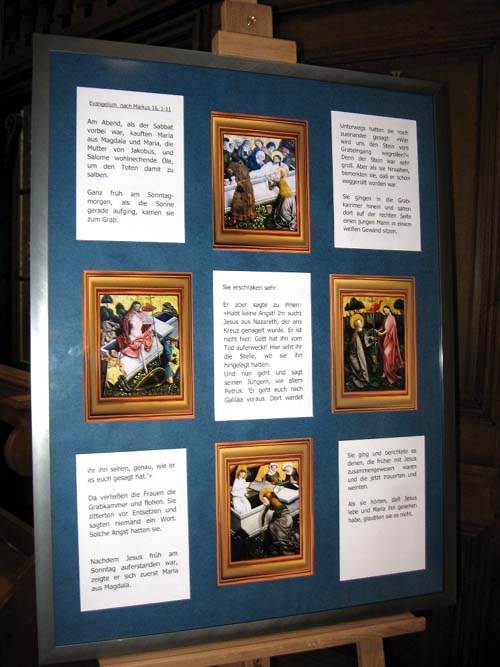 Evangelium nach Markus 16, 1-11
Am Abend, als der Sabbat
vorbei war, kauften Maria
aus Magdala und Maria, die
Mutter von Jakobus, und
Salome wohlriechende Öle,
um den Toten damit zu
salben.
Ganz früh am Sonntag-
morgen, als die Sonne
gerade aufging, kamen sie
zum Grab.
Unterwegs hatten sie noch
zueinander gesagt: »Wer
wird uns den Stein vom
Grabeingang wegrollen?«
Denn der Stein war sehr
groß. Aber als sie hinsahen,
bemerkten sie, daß er schon
weggerollt worden war.
Sie gingen in die Grab-
kammer hinein und sahen
dort auf der rechten Seite
einen jungen Mann in einem
weißen Gewand sitzen.
Sie erschraken sehr.
Er aber sagte zu ihnen:
»Habt keine Angst! Ihr sucht
Jesus aus Nazareth, der ans
Kreuz genagelt wurde. Er ist
nicht hier; Gott hat ihn vom
Tod auferweckt! Hier seht ihr
die Stelle, wo sie ihn
hingelegt hatten.
Und nun geht und sagt
seinen Jüngern, vor allem
Petrus: 'Er geht euch nach
Galiläa voraus. Dort werdet
ihr ihn sehen, genau, wie er
es euch gesagt hat.'«
Da verließen die Frauen die
Grabkammer und flohen. Sie
zitterten vor Entsetzen und
sagten niemand ein Wort.
Solche Angst hatten sie.
Nachdem Jesus früh am
Sonntag auferstanden war,
zeigte er sich zuerst Maria
aus Magdala.
Sie ging und berichtete es
denen, die früher mit Jesus
zusammengewesen waren
und die jetzt trauerten und
weinten.
Als sie hörten, daß Jesus
lebe und Maria ihn gesehen
habe, glaubten sie es nicht.